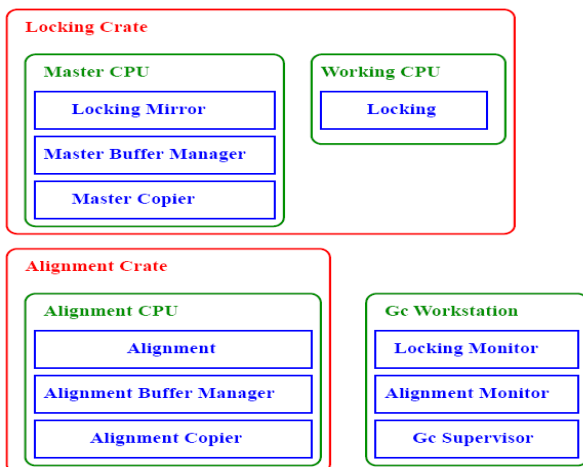 Locking Crate
Master CPU
Locking Mirror
Master Buffer Manager
Master Copier
Working CPU
Locking
Alignment Crate
Alignment CPU
Alignment
Alignment Buffer Manager
Alignment Copier
Gc Workstation
Locking Monitor
Alignment Monitor
Gc Supervisor